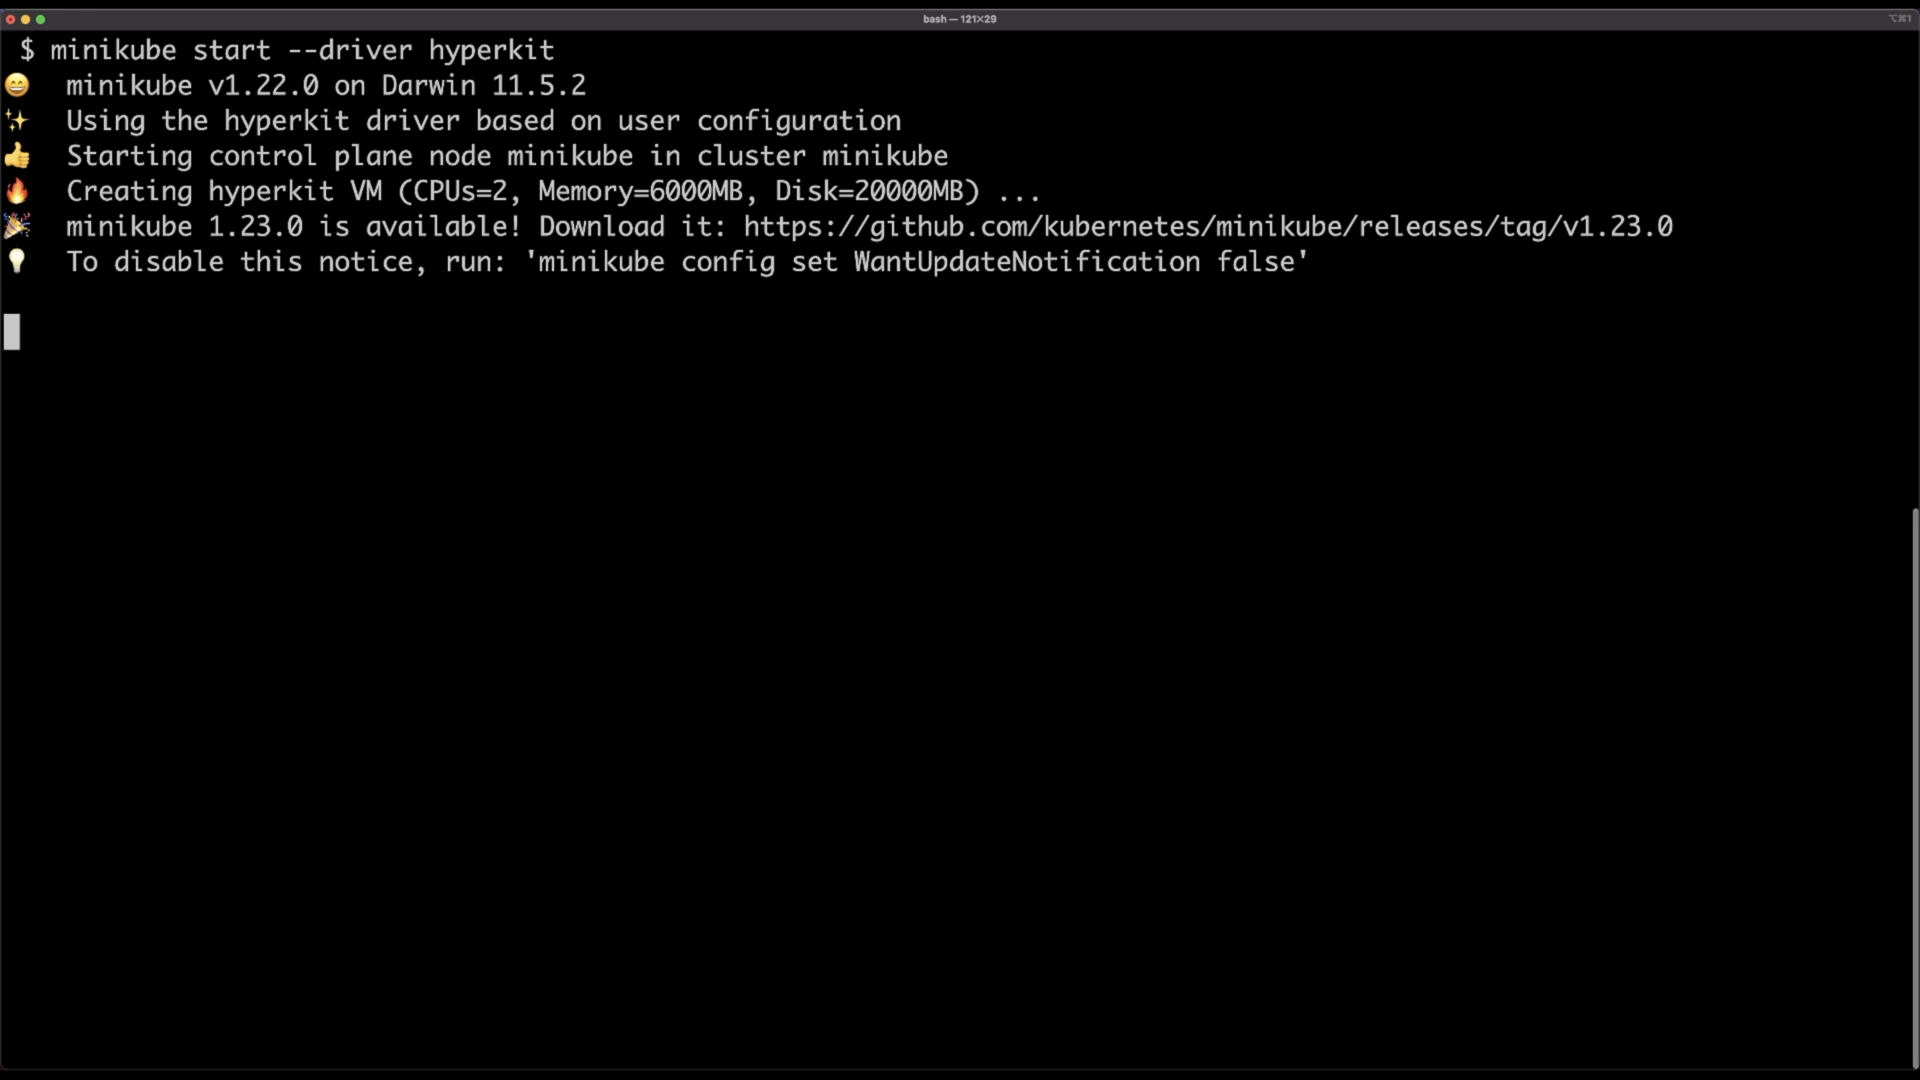 bash — 121×29
⌥⌘1
$ minikube start --driver hyperkit
😄 minikube v1.22.0 on Darwin 11.5.2
✨ Using the hyperkit driver based on user configuration
👍 Starting control plane node minikube in cluster minikube
🔥 Creating hyperkit VM (CPUs=2, Memory=6000MB, Disk=20000MB) ...
🎉 minikube 1.23.0 is available! Download it: https://github.com/kubernetes/minikube/releases/tag/v1.23.0
💡 To disable this notice, run: 'minikube config set WantUpdateNotification false'